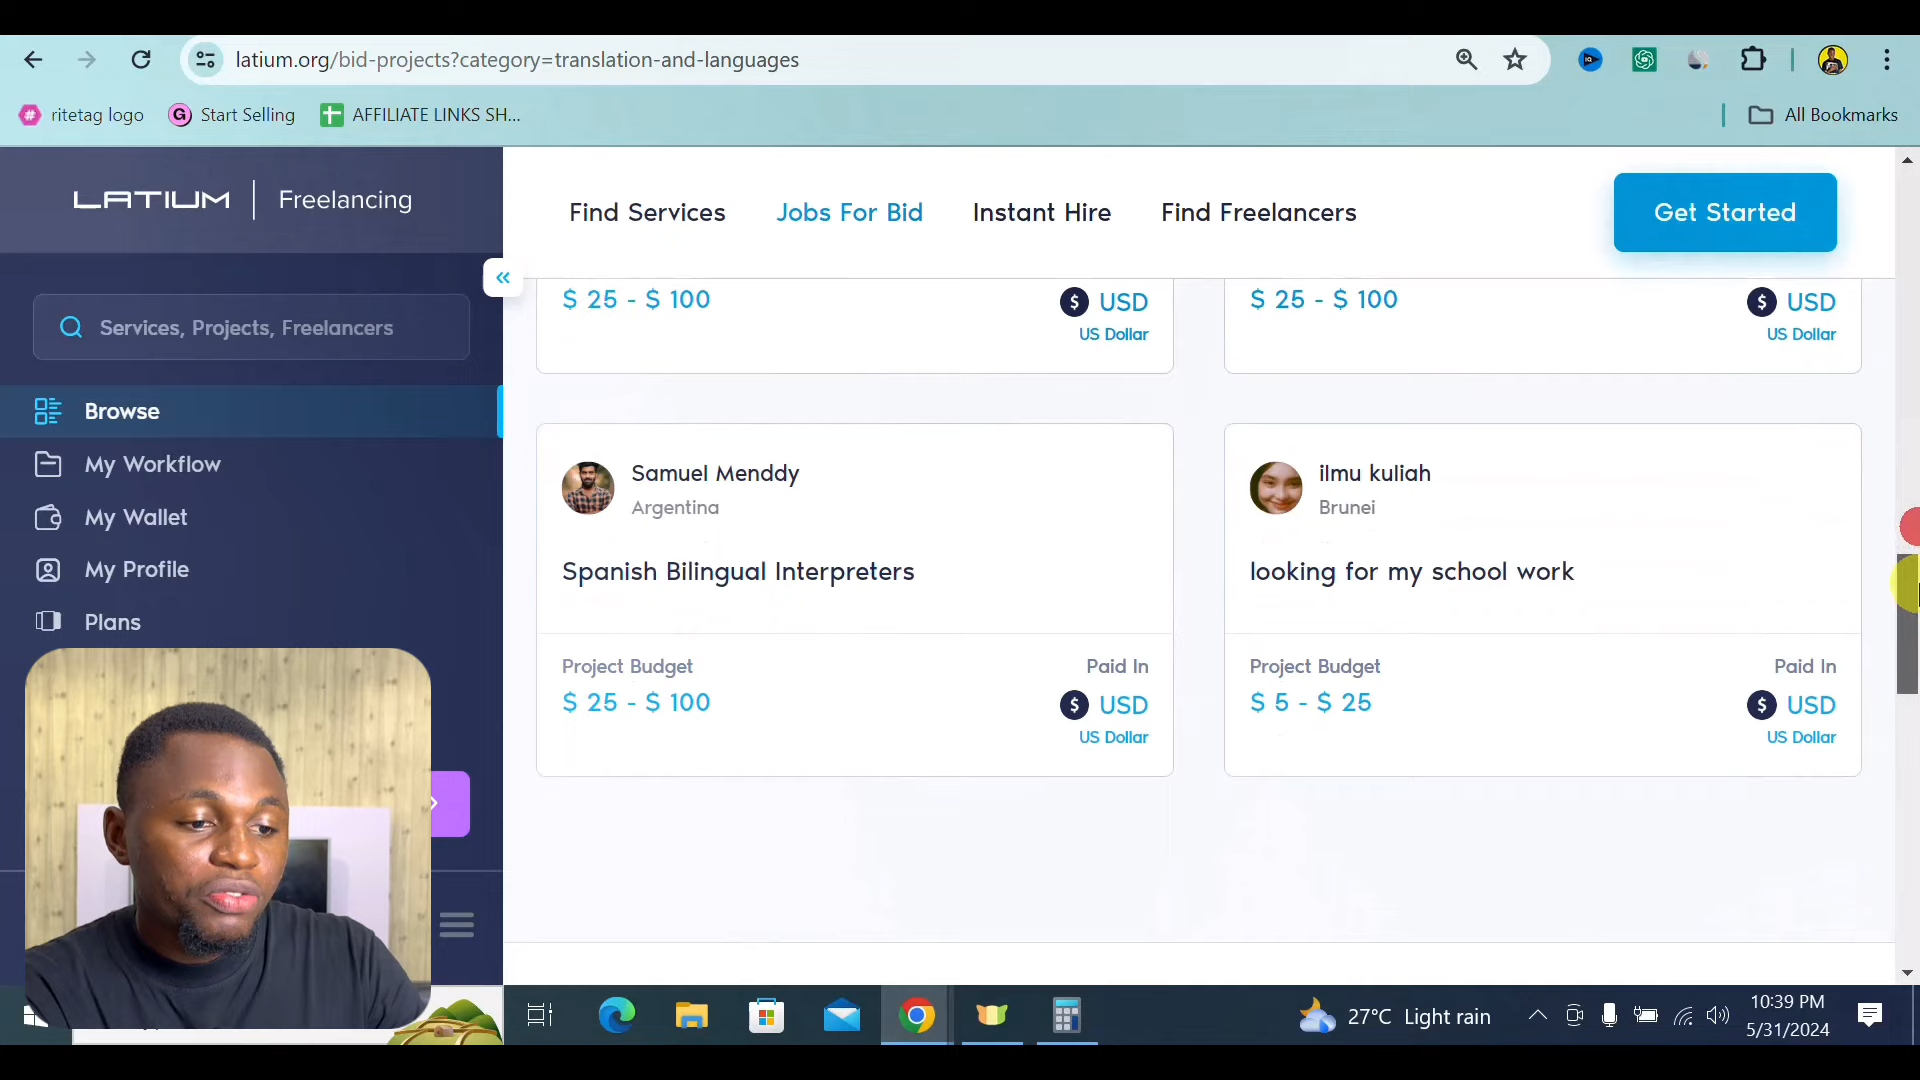 latium.org/bid-projects?category=translation-and-languages
ritetag logo
Start Selling
AFFILIATE LINKS SH...
All Bookmarks
LATIUM | Freelancing
Find Services
Jobs For Bid
Instant Hire
Find Freelancers
Get Started
Services, Projects, Freelancers
Browse
My Workflow
My Wallet
My Profile
Plans
$ 25 - $ 100
$ USD
US Dollar
$ 25 - $ 100
$ USD
US Dollar
Samuel Menddy
Argentina
Spanish Bilingual Interpreters
Project Budget
Paid In
$ 25 - $ 100
$ USD
US Dollar
ilmu kuliah
Brunei
looking for my school work
Project Budget
Paid In
$ 5 - $ 25
$ USD
US Dollar
27°C Light rain
10:39 PM
5/31/2024